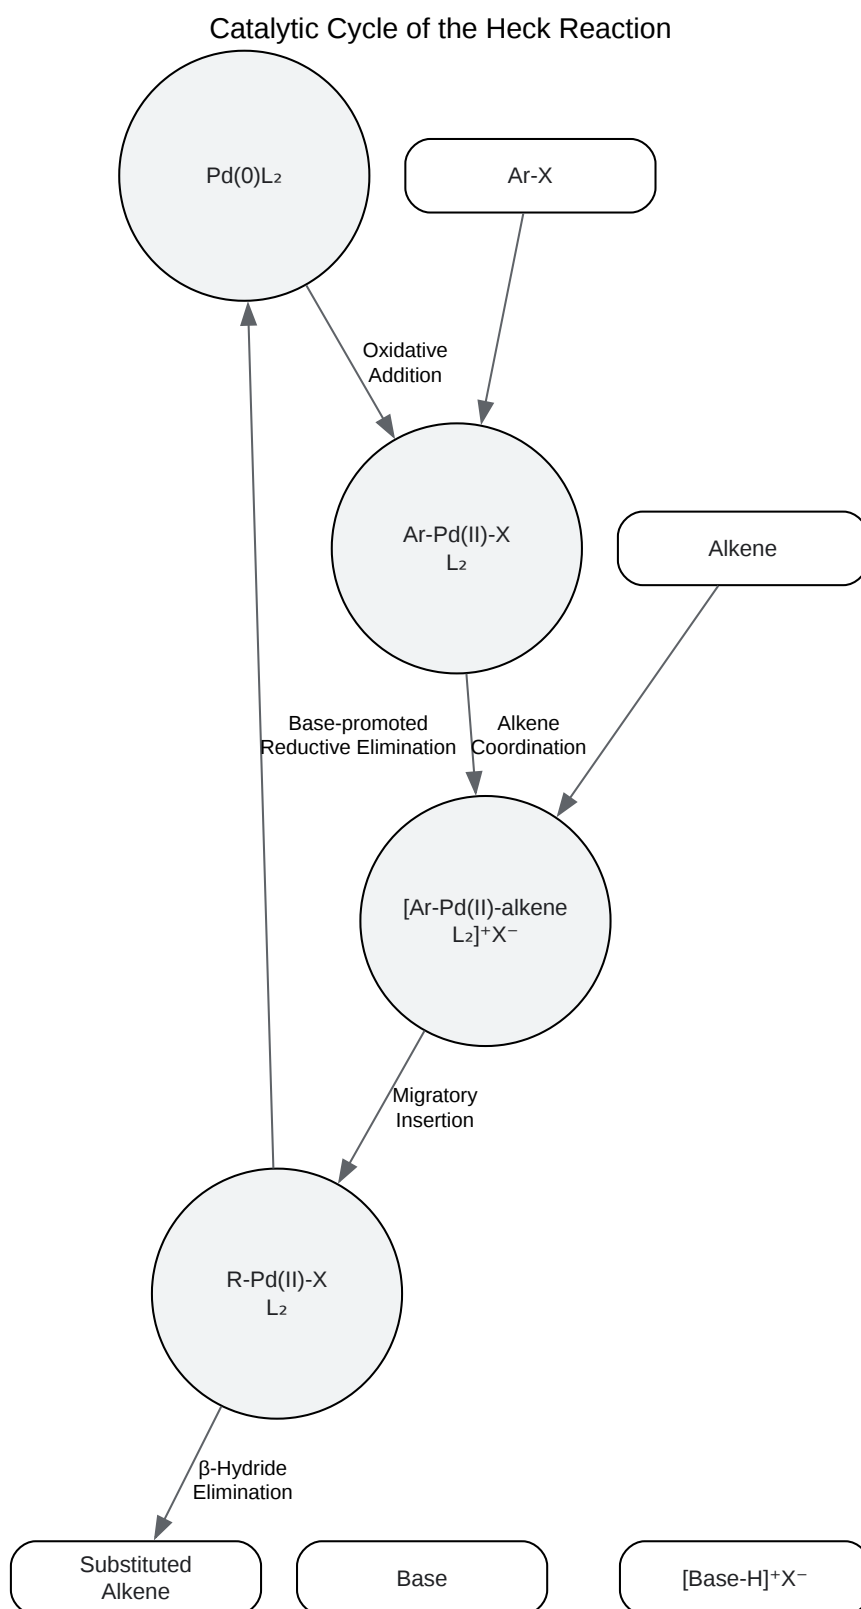 Catalytic Cycle of the Heck Reaction
Pd(0)L₂
Ar-X
Oxidative
Addition
Ar-Pd(II)-X
L₂
Alkene
Base-promoted
Reductive Elimination
Alkene
Coordination
[Ar-Pd(II)-alkene
L₂]⁺X⁻
Migratory
Insertion
R-Pd(II)-X
L₂
β-Hydride
Elimination
Substituted
Alkene
Base
[Base-H]⁺X⁻